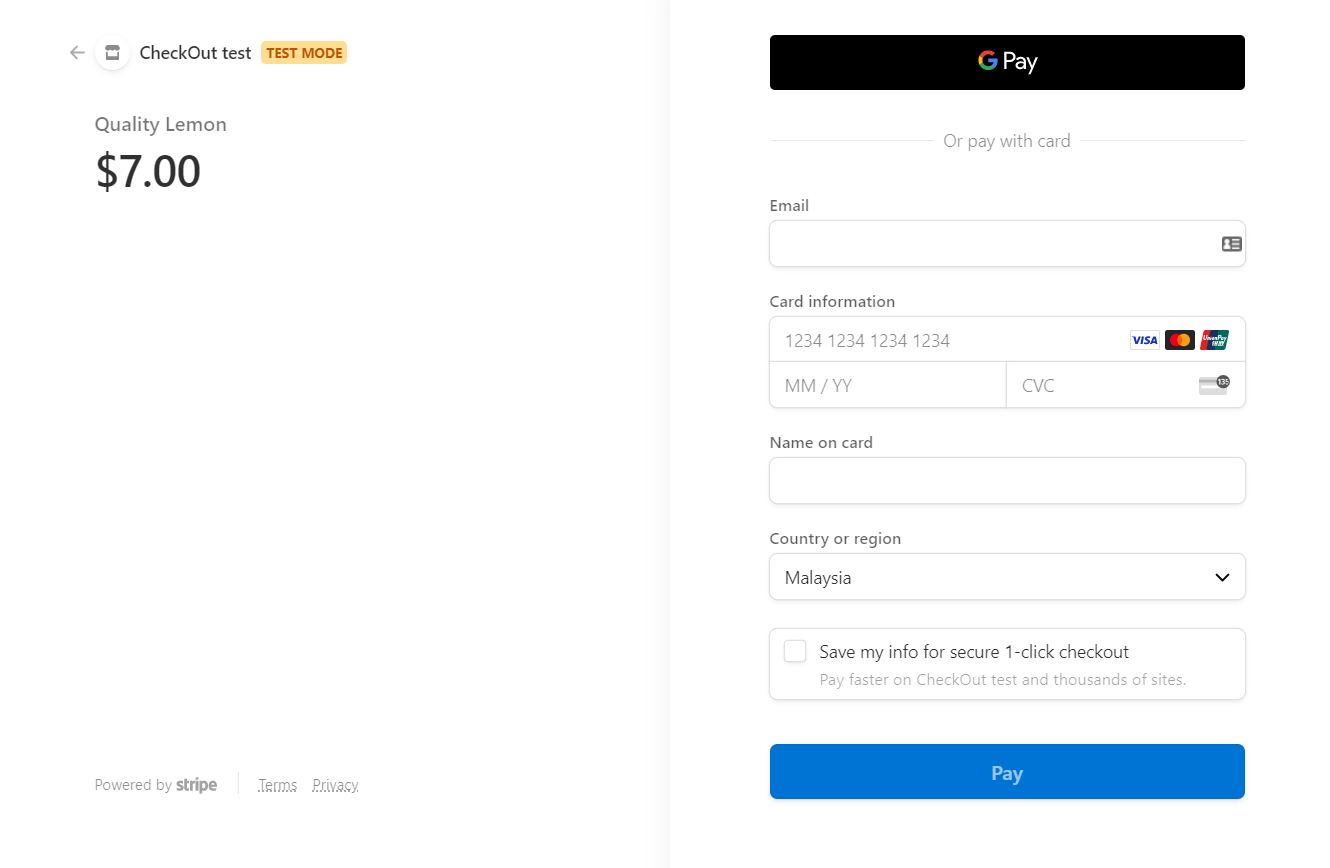 CheckOut test TEST MODE
Quality Lemon
$7.00
Powered by stripe Terms Privacy
G Pay
Or pay with card
Email
Card information
1234 1234 1234 1234 VISA UnionPay 银联
MM / YY CVC 135
Name on card
Country or region
Malaysia
Save my info for secure 1-click checkout
Pay faster on CheckOut test and thousands of sites.
Pay